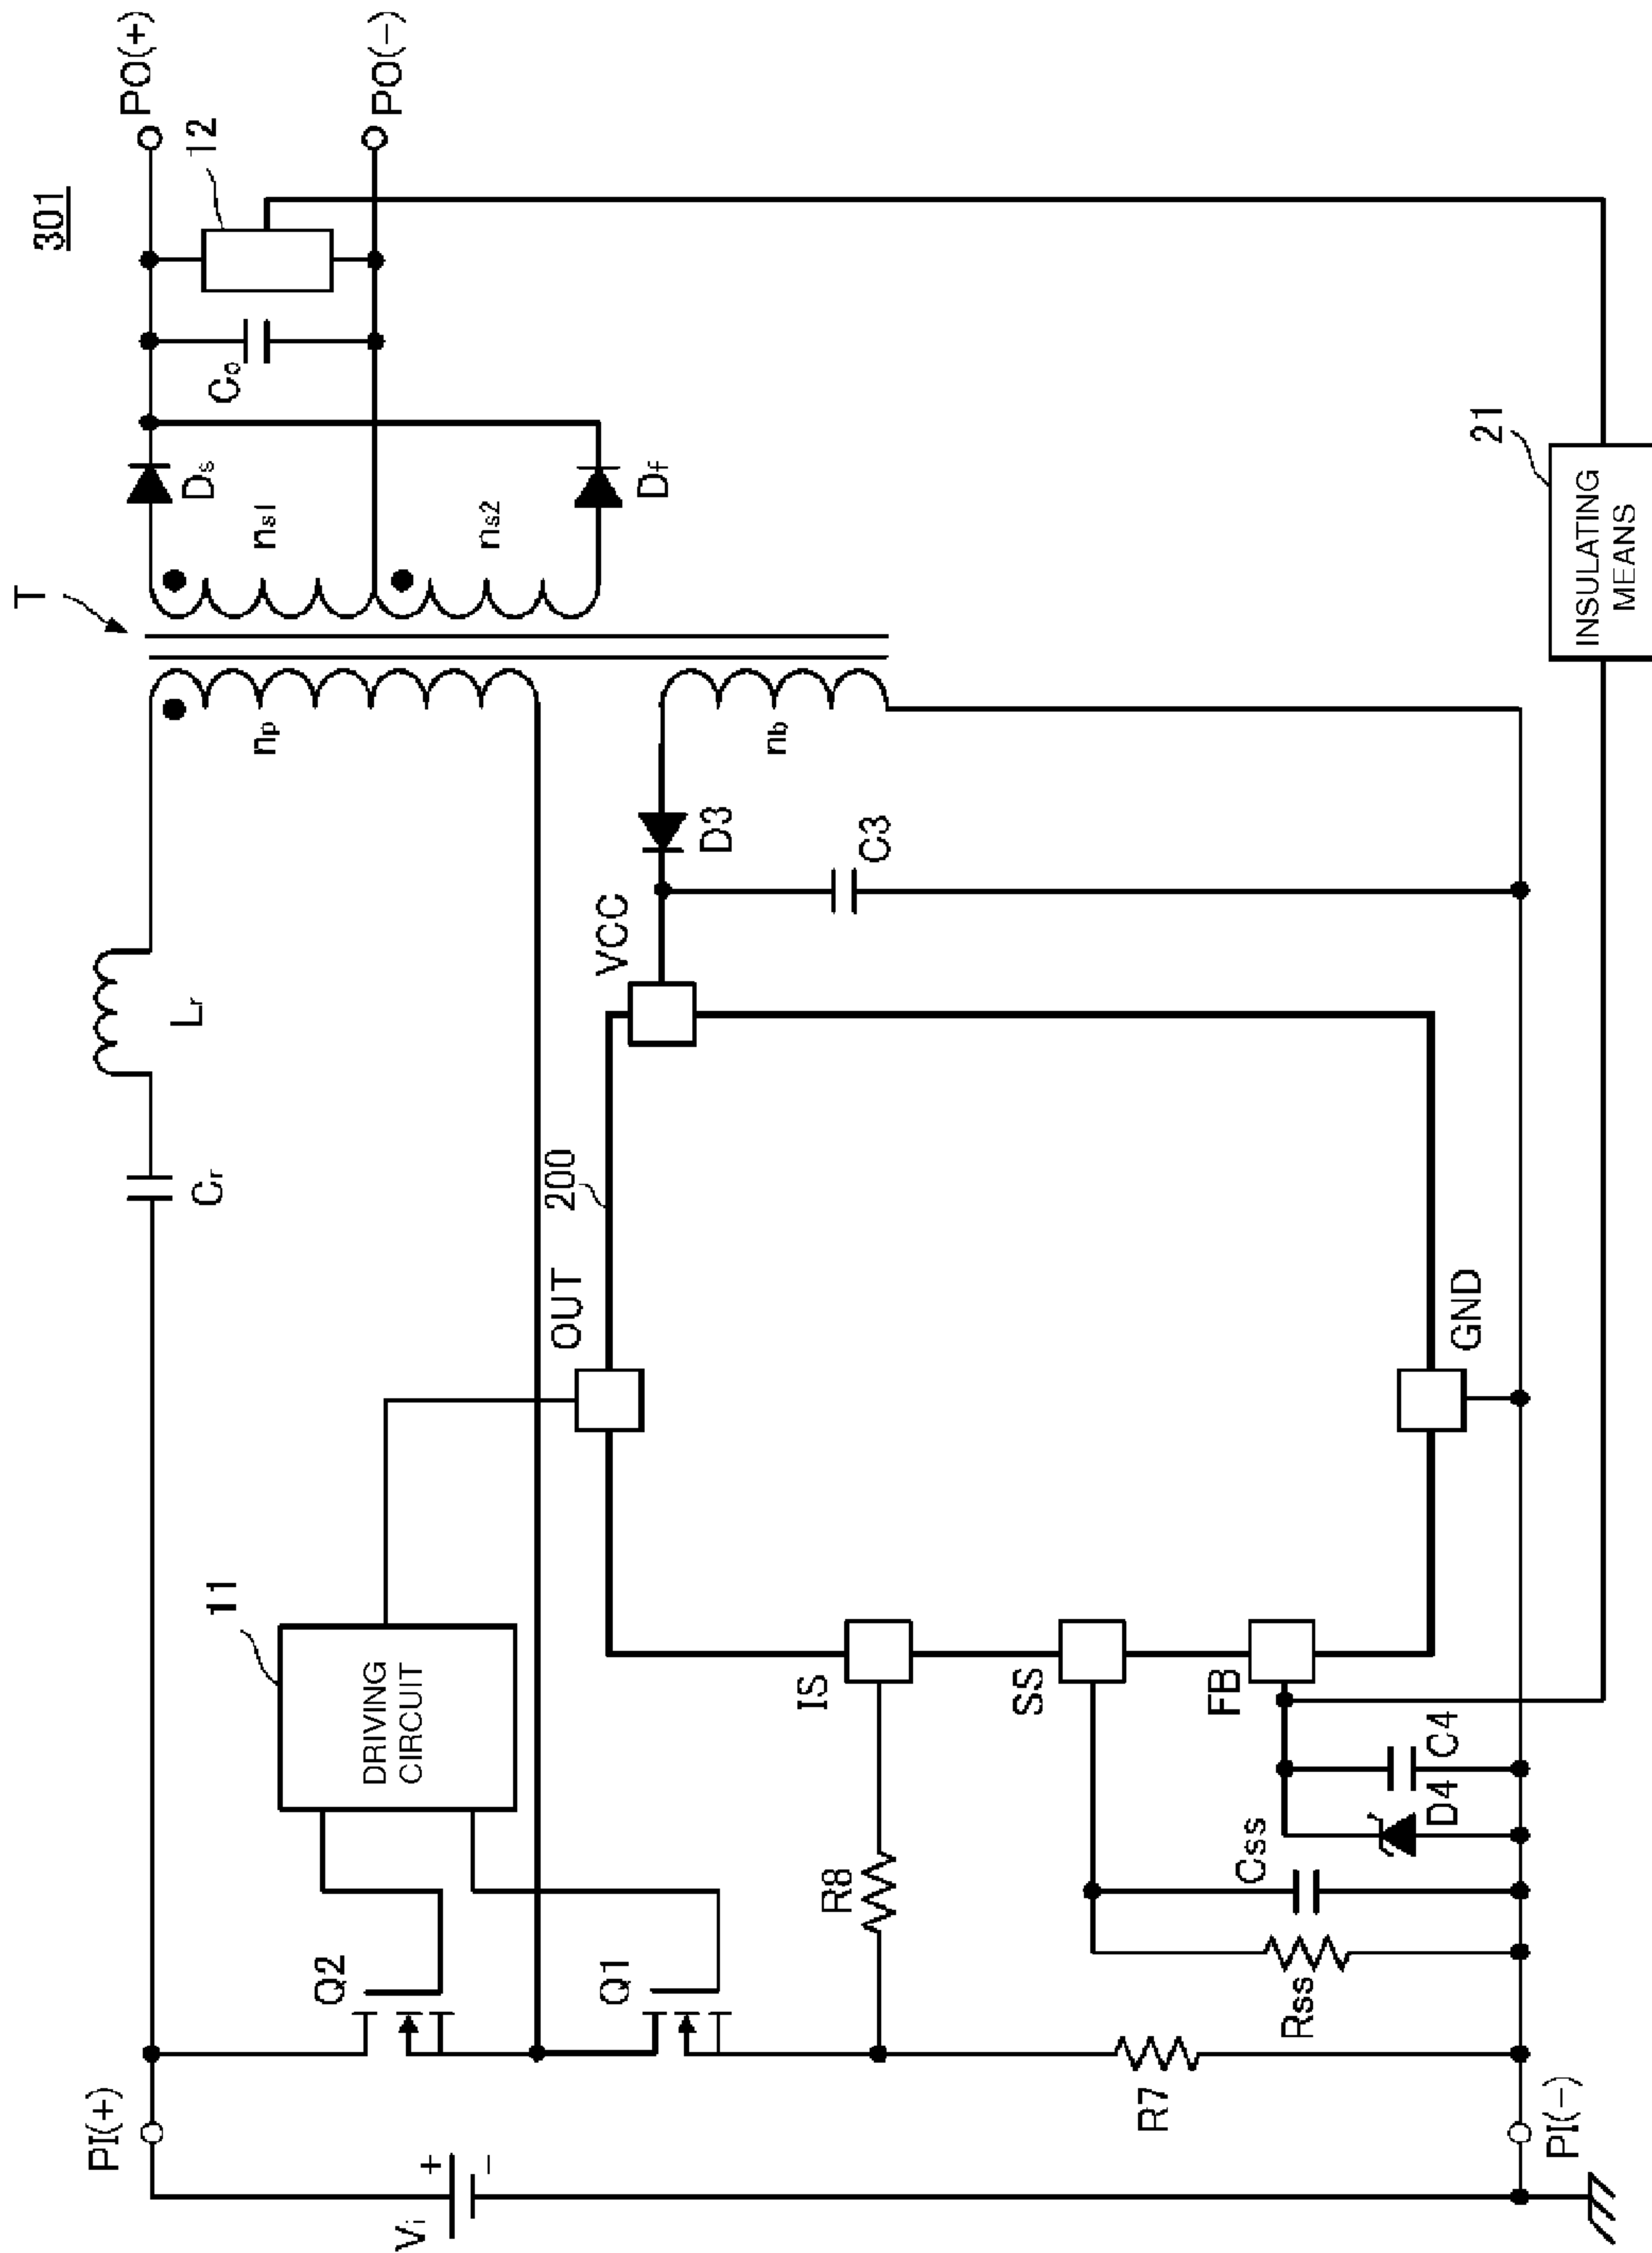 301
T
PO(+)
12
PO(−)
Co
Ds
ns1
ns2
Df
np
nb
Lr
Cr
D3
C3
VCC
200
OUT
GND
11
DRIVING
CIRCUIT
IS
SS
FB
21
INSULATING
MEANS
C4
D4
Css
Rss
R8
R7
Q2
Q1
PI(+)
PI(−)
Vi
+
−